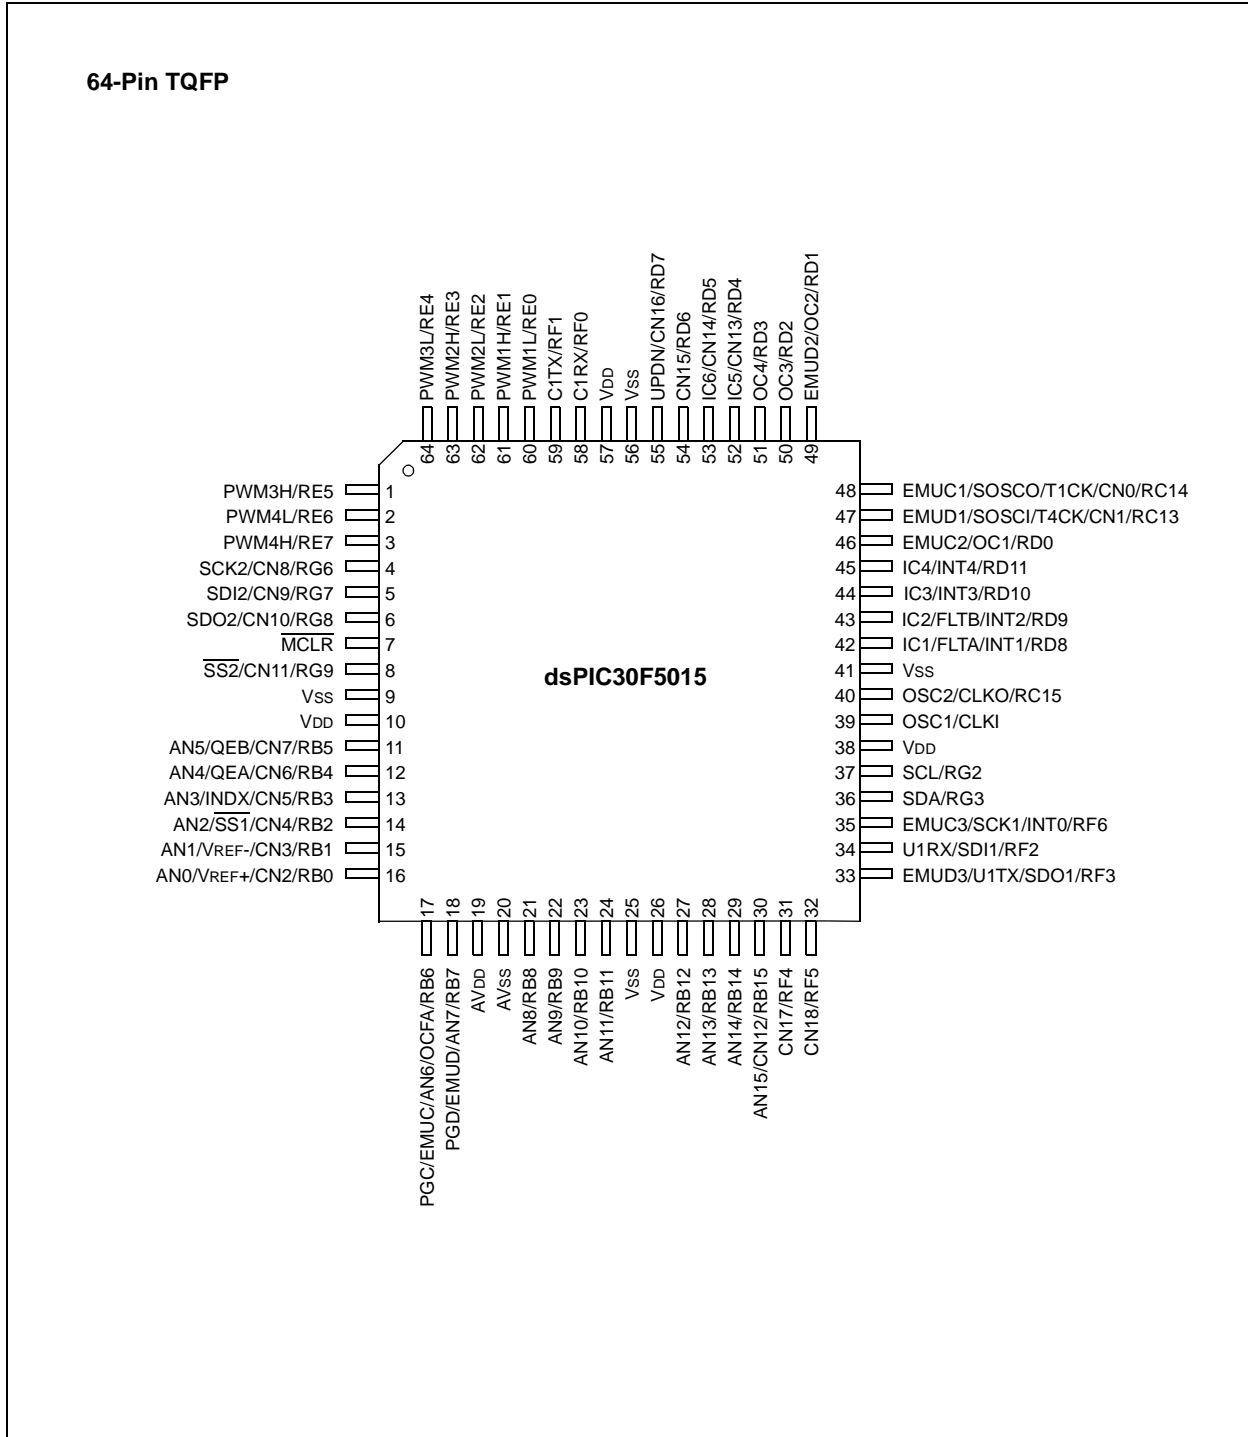 64-Pin TQFP
PWM3L/RE4
PWM2H/RE3
PWM2L/RE2
PWM1H/RE1
PWM1L/RE0
C1TX/RF1
C1RX/RF0
VDD
VSS
UPDN/CN16/RD7
CN15/RD6
IC6/CN14/RD5
IC5/CN13/RD4
OC4/RD3
OC3/RD2
EMUD2/OC2/RD1
64
63
62
61
60
59
58
57
56
55
54
53
52
51
50
49
PWM3H/RE5 1
PWM4L/RE6 2
PWM4H/RE7 3
SCK2/CN8/RG6 4
SDI2/CN9/RG7 5
SDO2/CN10/RG8 6
MCLR 7
SS2/CN11/RG9 8
VSS 9
VDD 10
AN5/QEB/CN7/RB5 11
AN4/QEA/CN6/RB4 12
AN3/INDX/CN5/RB3 13
AN2/SS1/CN4/RB2 14
AN1/VREF-/CN3/RB1 15
AN0/VREF+/CN2/RB0 16
dsPIC30F5015
48 EMUC1/SOSCO/T1CK/CN0/RC14
47 EMUD1/SOSCI/T4CK/CN1/RC13
46 EMUC2/OC1/RD0
45 IC4/INT4/RD11
44 IC3/INT3/RD10
43 IC2/FLTB/INT2/RD9
42 IC1/FLTA/INT1/RD8
41 VSS
40 OSC2/CLKO/RC15
39 OSC1/CLKI
38 VDD
37 SCL/RG2
36 SDA/RG3
35 EMUC3/SCK1/INT0/RF6
34 U1RX/SDI1/RF2
33 EMUD3/U1TX/SDO1/RF3
17
18
19
20
21
22
23
24
25
26
27
28
29
30
31
32
PGC/EMUC/AN6/OCFA/RB6
PGD/EMUD/AN7/RB7
AVDD
AVSS
AN8/RB8
AN9/RB9
AN10/RB10
AN11/RB11
VSS
VDD
AN12/RB12
AN13/RB13
AN14/RB14
AN15/CN12/RB15
CN17/RF4
CN18/RF5